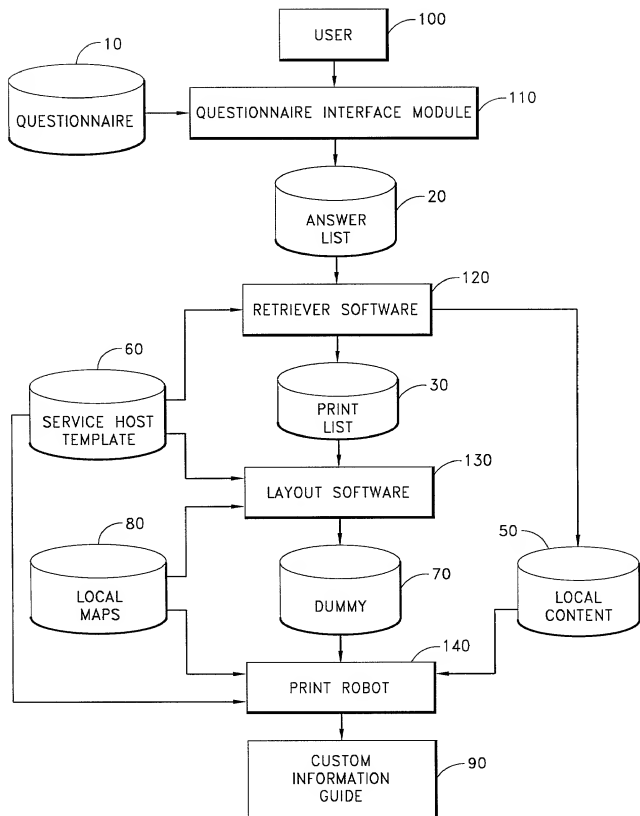 100
USER
10
QUESTIONNAIRE
110
QUESTIONNAIRE INTERFACE MODULE
20
ANSWER
LIST
120
RETRIEVER SOFTWARE
60
SERVICE HOST
TEMPLATE
30
PRINT
LIST
130
LAYOUT SOFTWARE
80
LOCAL
MAPS
70
DUMMY
50
LOCAL
CONTENT
140
PRINT ROBOT
90
CUSTOM
INFORMATION
GUIDE